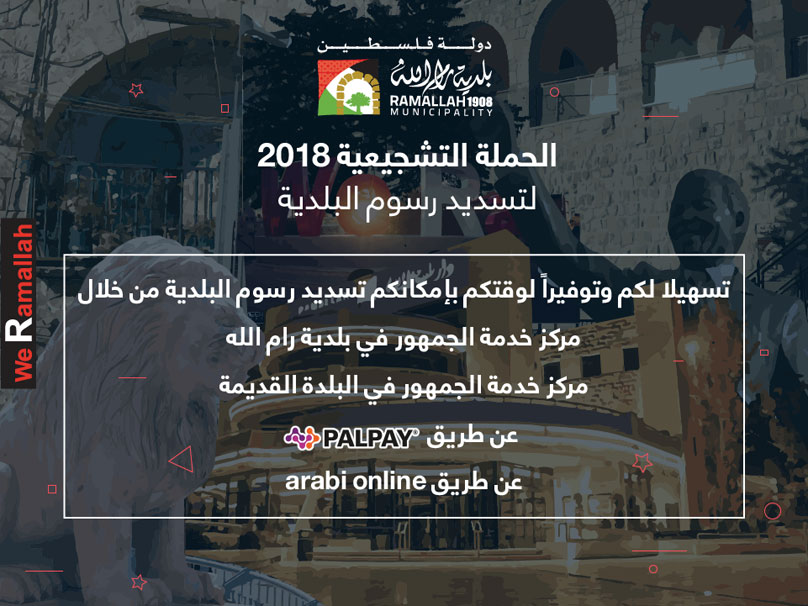 دولة فلسطين
بلدية رام الله
RAMALLAH 1908
MUNICIPALITY
الحملة التشجيعية 2018
لتسديد رسوم البلدية
We Ramallah
تسهيلا لكم وتوفيراً لوقتكم بإمكانكم تسديد رسوم البلدية من خلال
مركز خدمة الجمهور في بلدية رام الله
مركز خدمة الجمهور في البلدة القديمة
عن طريق PALPAY®
عن طريق arabi online